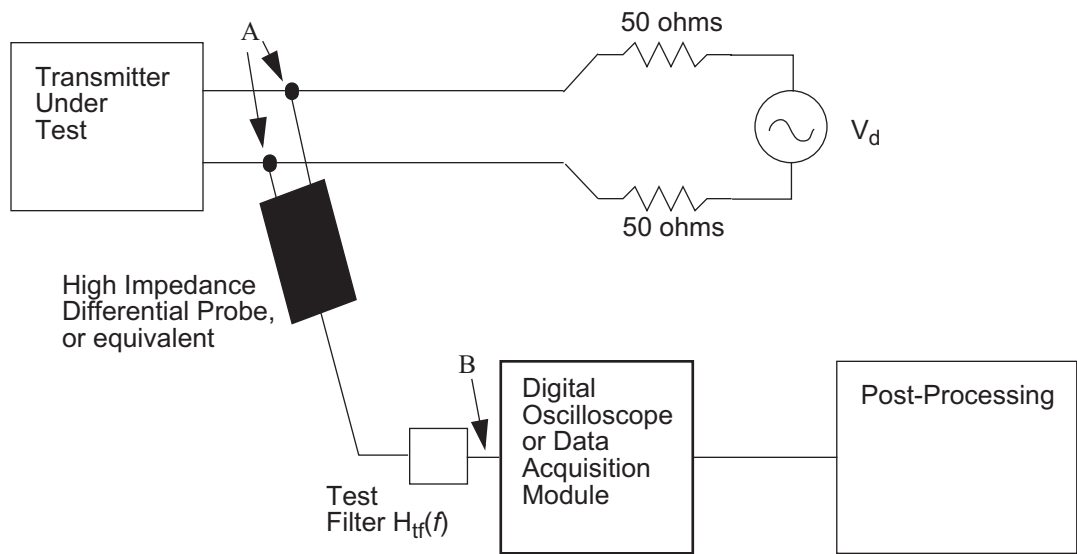 50 ohms
A
Transmitter
Under
Test
V_d
50 ohms
High Impedance
Differential Probe,
or equivalent
B
Digital
Oscilloscope
or Data
Acquisition
Module
Post-Processing
Test
Filter H_tf(f)